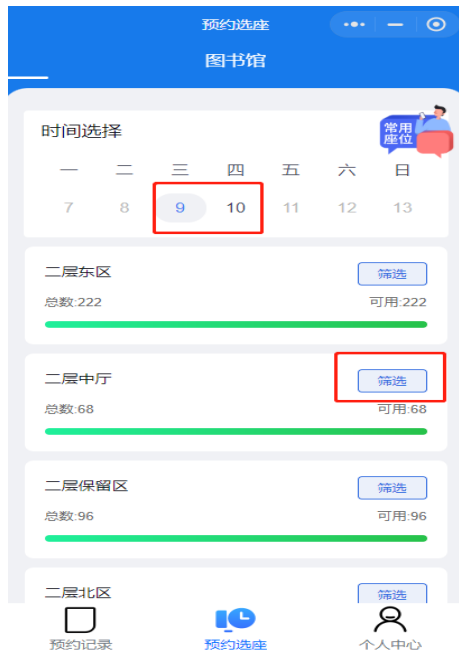 预约选座
图书馆
时间选择
常用
座位
一 二 三 四 五 六 日
7 8 9 10 11 12 13
二层东区 筛选
总数:222 可用:222
二层中厅 筛选
总数:68 可用:68
二层保留区 筛选
总数:96 可用:96
二层北区 筛选
预约记录 预约选座 个人中心